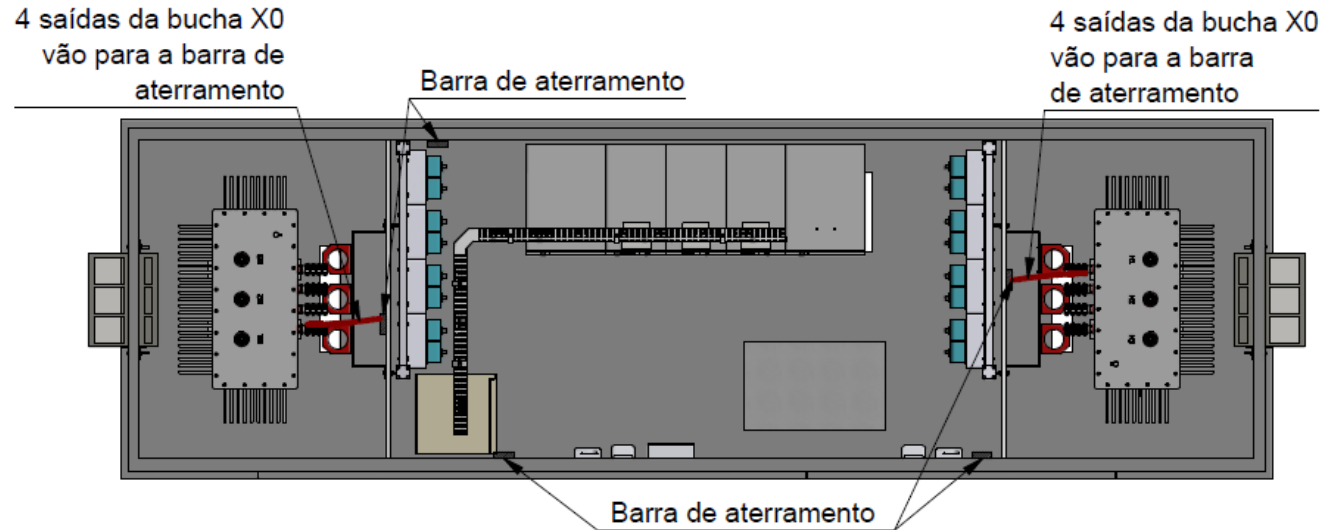 4 saídas da bucha X0
vão para a barra de
aterramento
Barra de aterramento
4 saídas da bucha X0
vão para a barra
de aterramento
Barra de aterramento